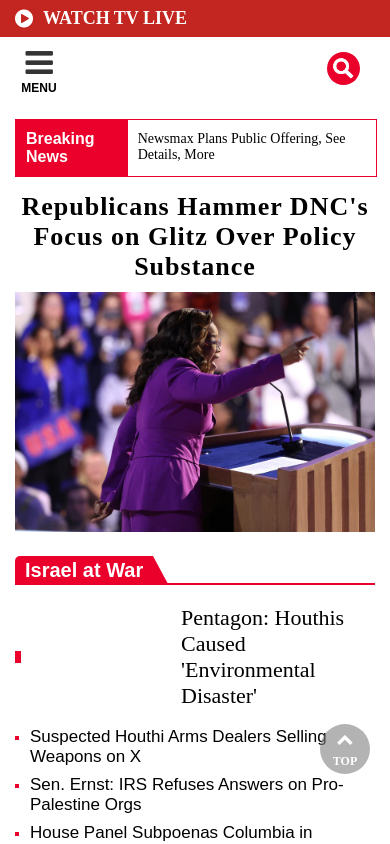 WATCH TV LIVE
MENU
Breaking
News
Newsmax Plans Public Offering, See
Details, More
Republicans Hammer DNC's
Focus on Glitz Over Policy
Substance
U.S.A
Israel at War
Pentagon: Houthis
Caused
'Environmental
Disaster'
Suspected Houthi Arms Dealers Selling
Weapons on X
TOP
Sen. Ernst: IRS Refuses Answers on Pro-
Palestine Orgs
House Panel Subpoenas Columbia in